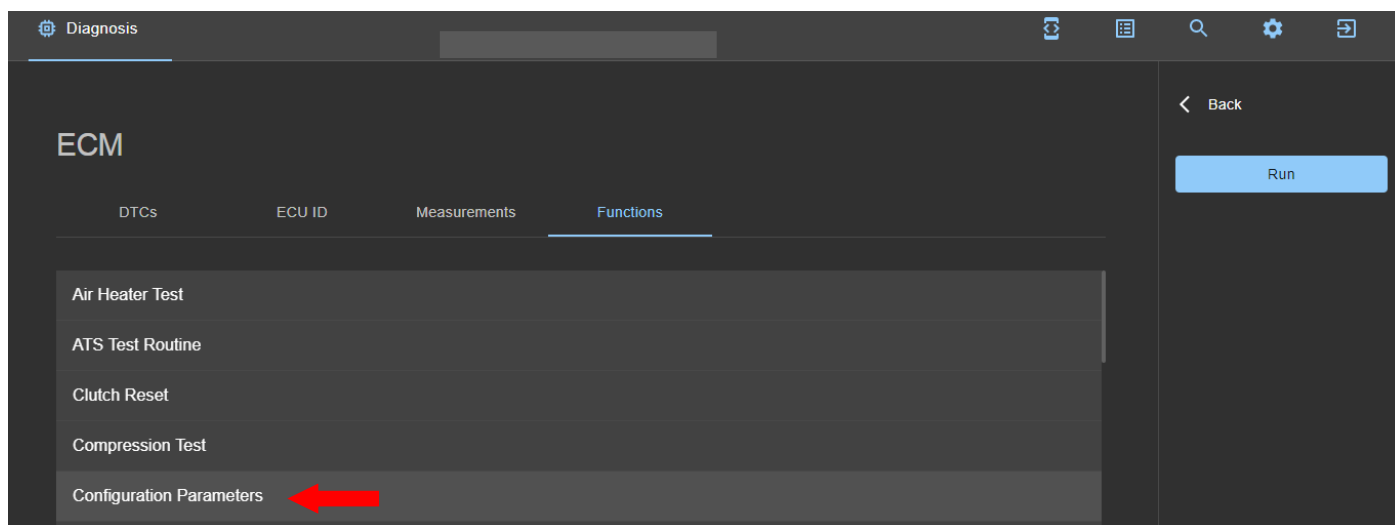 Diagnosis
Back
ECM
Run
DTCs ECU ID Measurements Functions
Air Heater Test
ATS Test Routine
Clutch Reset
Compression Test
Configuration Parameters